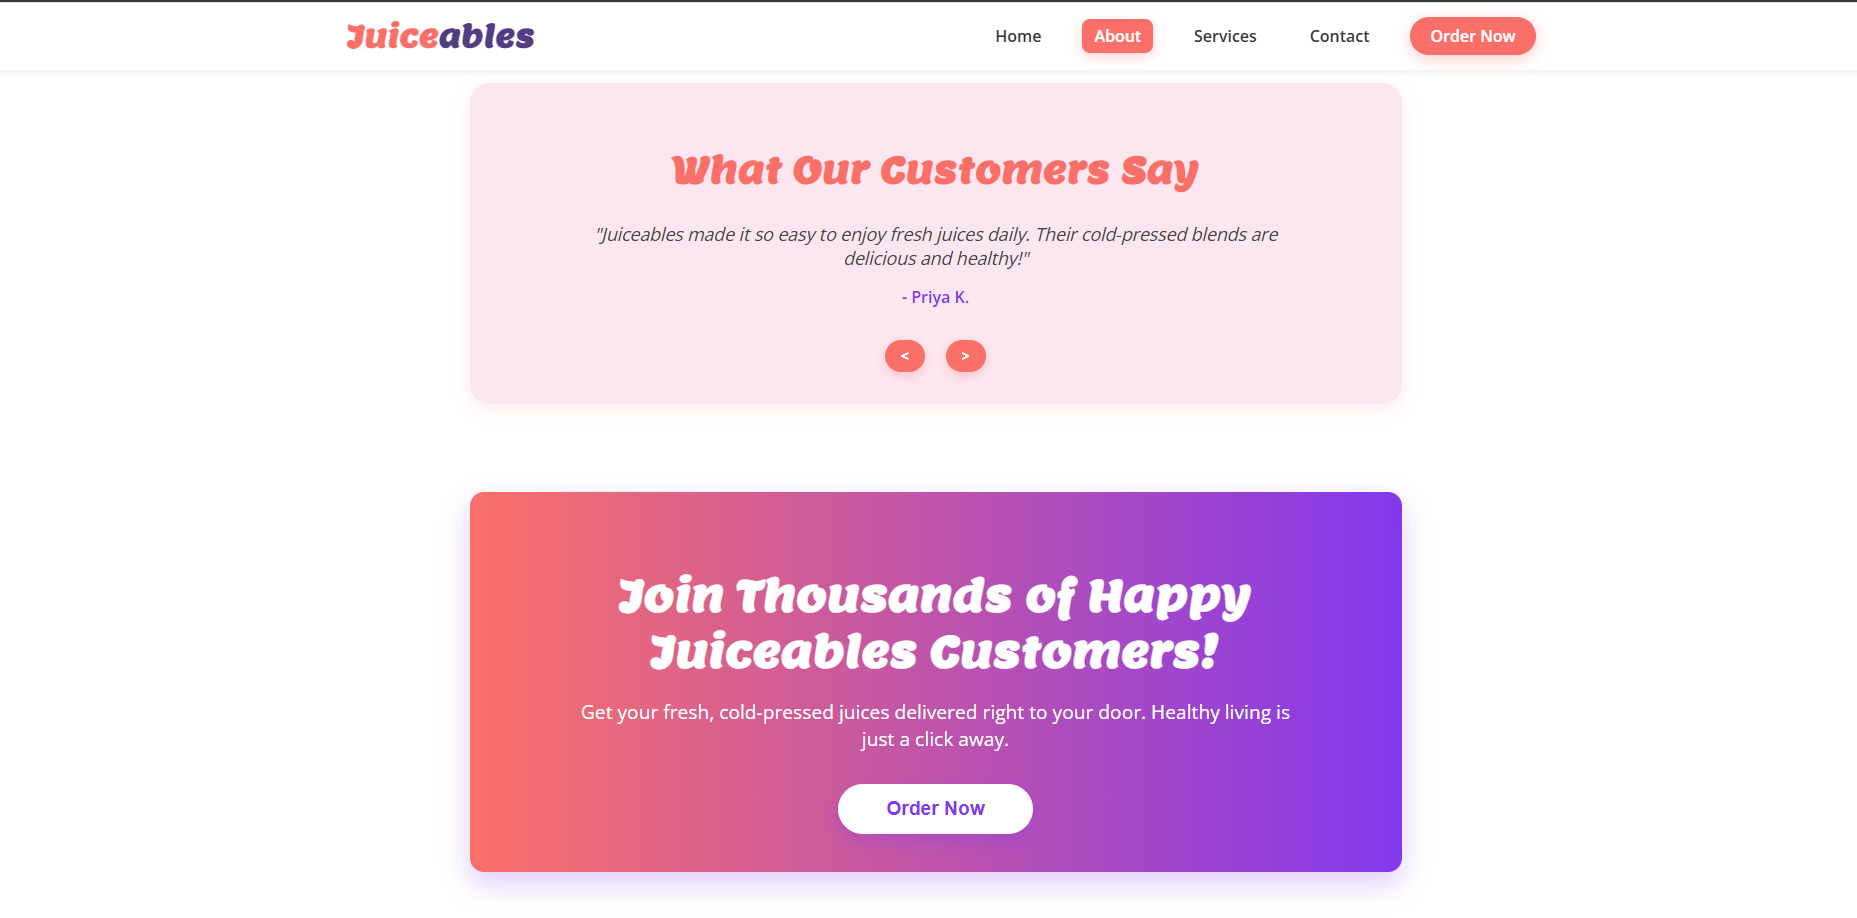 Juiceables
Home
About
Services
Contact
Order Now
What Our Customers Say
"Juiceables made it so easy to enjoy fresh juices daily. Their cold-pressed blends are
delicious and healthy!"
- Priya K.
<
>
Join Thousands of Happy
Juiceables Customers!
Get your fresh, cold-pressed juices delivered right to your door. Healthy living is
just a click away.
Order Now